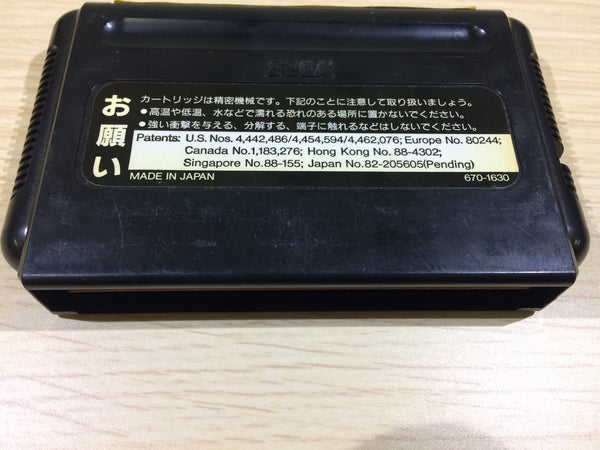 SEGA
お願い
カートリッジは精密機械です。下記のことに注意して取り扱いましょう。
●高温や低温、水などで濡れる恐れのある場所に置かないでください。
●強い衝撃を与える、分解する、端子に触れるなどはしないでください。
Patents: U.S. Nos. 4,442,486/4,454,594/4,462,076; Europe No. 80244;
Canada No.1,183,276; Hong Kong No. 88-4302;
Singapore No.88-155; Japan No.82-205605(Pending)
MADE IN JAPAN
670-1630